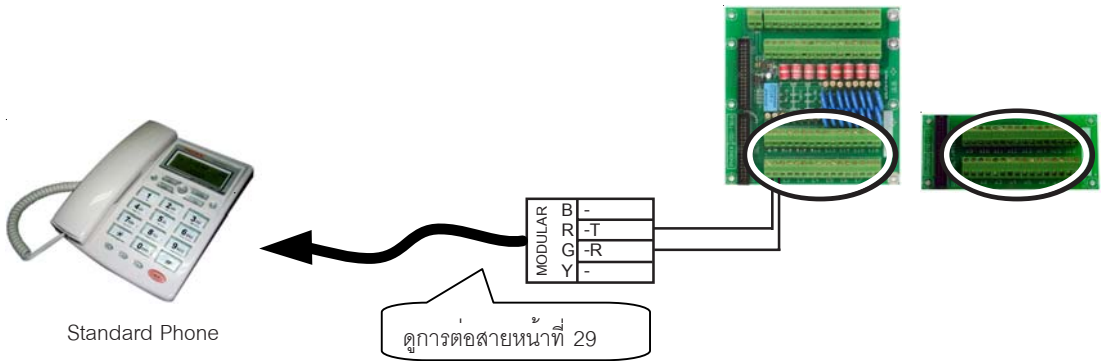 MODULAR
B -
R -T
G -R
Y -
Standard Phone
ดูการต่อสายหน้าที่ 29